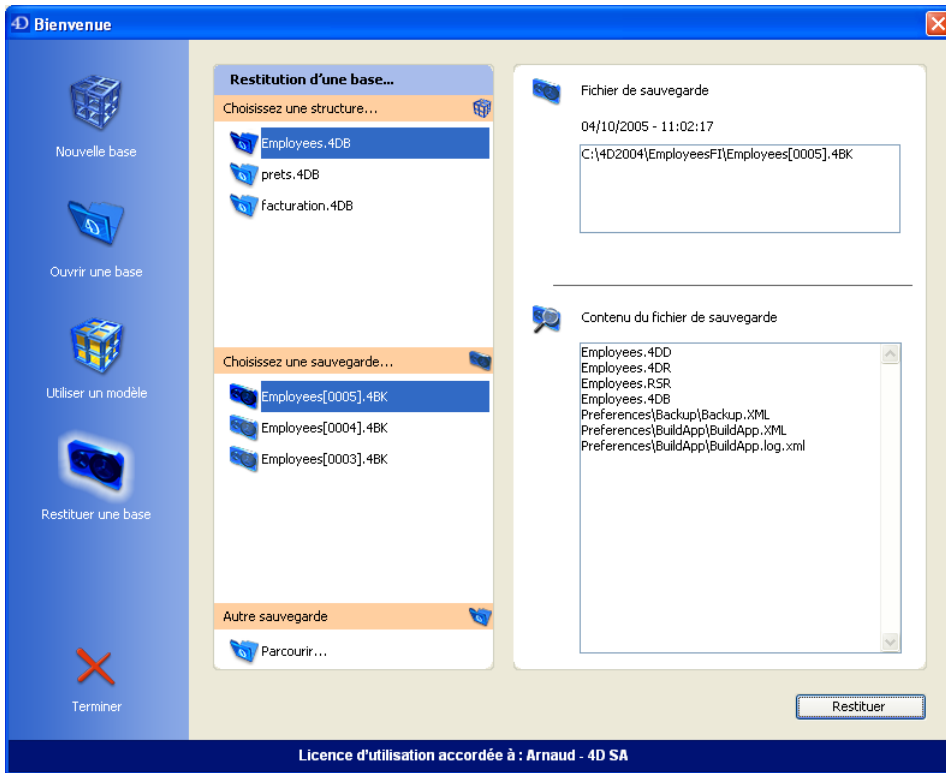 4D Bienvenue
Nouvelle base
Ouvrir une base
Utiliser un modèle
Restituer une base
Terminer
Restitution d'une base...
Choisissez une structure...
Employees.4DB
prets.4DB
facturation.4DB
Choisissez une sauvegarde...
Employees[0005].4BK
Employees[0004].4BK
Employees[0003].4BK
Autre sauvegarde
Parcourir...
Fichier de sauvegarde
04/10/2005 - 11:02:17
C:\4D2004\EmployeesFI\Employees[0005].4BK
Contenu du fichier de sauvegarde
Employees.4DD
Employees.4DR
Employees.RSR
Employees.4DB
Preferences\Backup\Backup.XML
Preferences\BuildApp\BuildApp.XML
Preferences\BuildApp\BuildApp.log.xml
Restituer
Licence d'utilisation accordée à : Arnaud - 4D SA